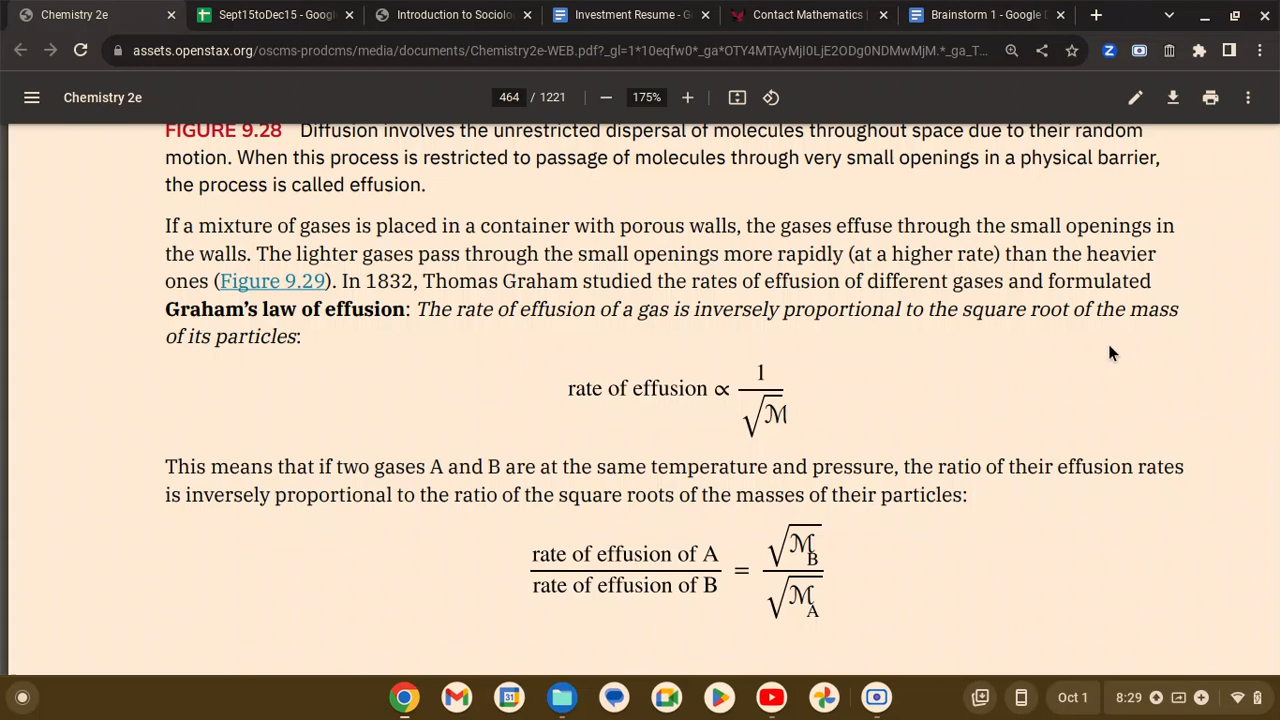 Chemistry 2e
Sept15toDec15 - Googl
Introduction to Sociolo
Investment Resume - G
Contact Mathematics |
Brainstorm 1 - Google D
assets.openstax.org/oscms-prodcms/media/documents/Chemistry2e-WEB.pdf?_gl=1*10eqfw0*_ga*OTY4MTAyMjI0LjE2ODg0NDMwMjM.*_ga_T...
Chemistry 2e
464 / 1221
175%
FIGURE 9.28 Diffusion involves the unrestricted dispersal of molecules throughout space due to their random
motion. When this process is restricted to passage of molecules through very small openings in a physical barrier,
the process is called effusion.
If a mixture of gases is placed in a container with porous walls, the gases effuse through the small openings in
the walls. The lighter gases pass through the small openings more rapidly (at a higher rate) than the heavier
ones (Figure 9.29). In 1832, Thomas Graham studied the rates of effusion of different gases and formulated
Graham's law of effusion: The rate of effusion of a gas is inversely proportional to the square root of the mass
of its particles:
rate of effusion ∝ 1/√ℳ
This means that if two gases A and B are at the same temperature and pressure, the ratio of their effusion rates
is inversely proportional to the ratio of the square roots of the masses of their particles:
rate of effusion of A / rate of effusion of B = √ℳB / √ℳA
Oct 1
8:29